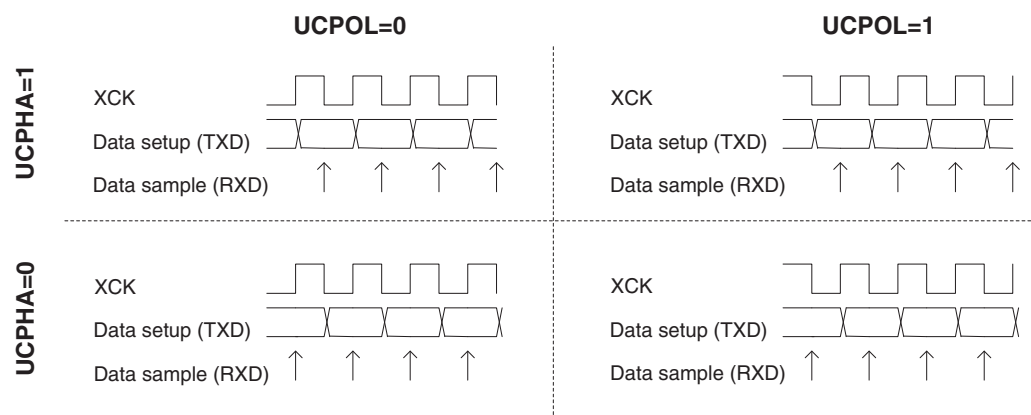 UCPOL=0
UCPOL=1
UCPHA=1
XCK
Data setup (TXD)
Data sample (RXD)
XCK
Data setup (TXD)
Data sample (RXD)
UCPHA=0
XCK
Data setup (TXD)
Data sample (RXD)
XCK
Data setup (TXD)
Data sample (RXD)